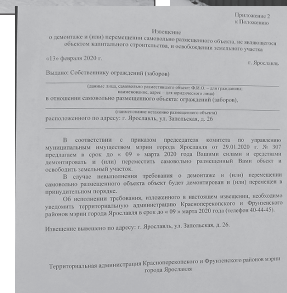 Приложение 2
к Положению
Извещение
о демонтаже и (или) перемещении самовольно размещенного объекта, не являющегося
объектом капитального строительства, и освобождении земельного участка
«13» февраля 2020 г.
г. Ярославль
Выдано: Собственнику ограждений (заборов)
в отношении самовольно размещенного объекта: ограждений (заборов),
расположенного по адресу: г. Ярославль, ул. Запольская, д. 26
В соответствии с приказом председателя комитета по управлению
муниципальным имуществом мэрии города Ярославля от 29.01.2020 г. № 307
предлагаем в срок до « 09 » марта 2020 года Вашими силами и средствами
демонтировать и (или) переместить самовольно размещенный Вами объект и
освободить земельный участок.
В случае невыполнения требования о демонтаже и (или) перемещении
самовольно размещенного объекта объект будет демонтирован и (или) перемещен в
принудительном порядке.
Об исполнении требования, изложенного в настоящем извещении, необходимо
уведомить территориальную администрацию Красноперекопского и Фрунзенского
районов мэрии города Ярославля в срок до « 09 » марта 2020 года (телефон 40-44-45).
Извещение вывешено по адресу: г. Ярославль, ул. Запольская, д. 26
Территориальная администрация Красноперекопского и Фрунзенского районов мэрии
города Ярославля